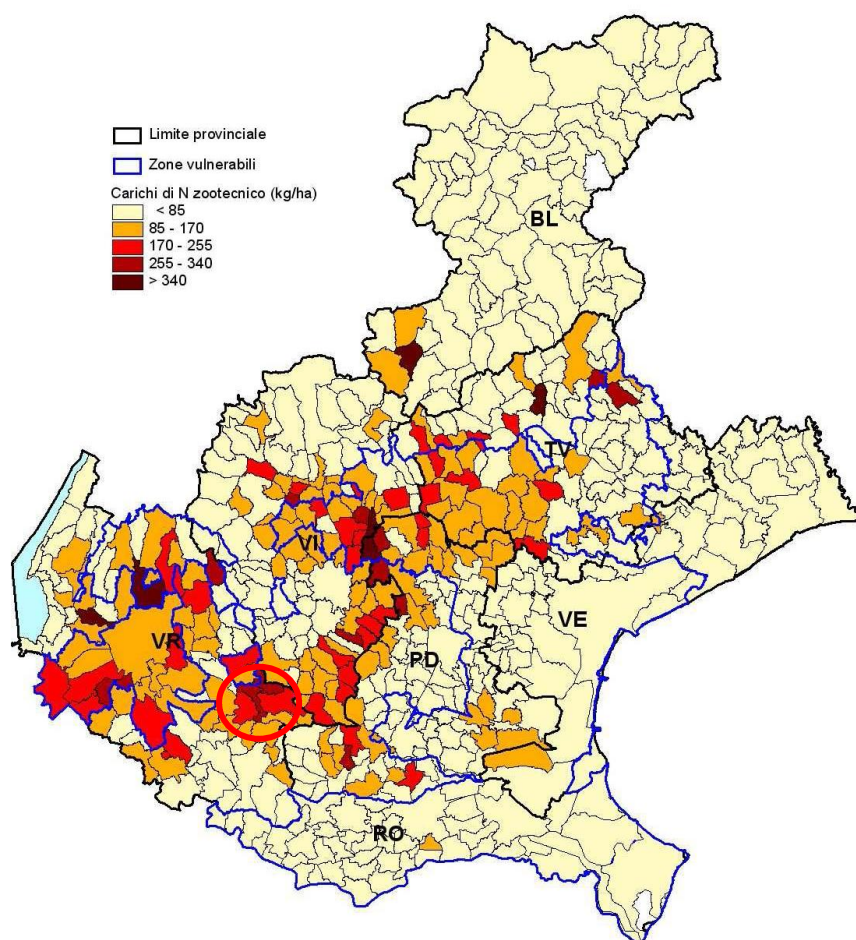 Limite provinciale
Zone vulnerabili
Carichi di N zootecnico (kg/ha)
< 85
85 - 170
170 - 255
255 - 340
> 340
BL
TV
VI
VE
VR
PD
RO